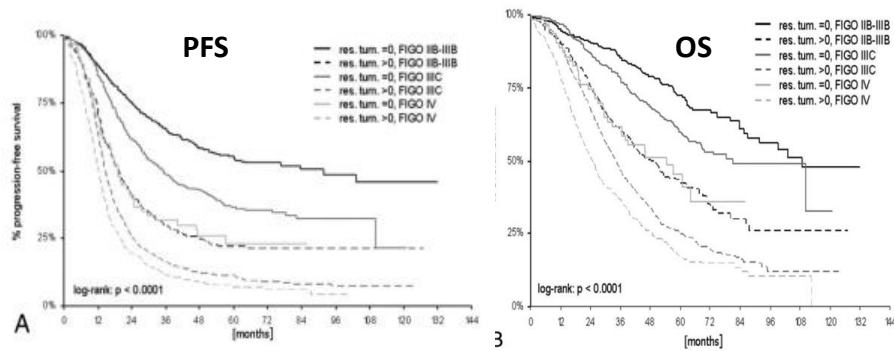 PFS
res. tum. =0, FIGO IIB-IIIB
res. tum. >0, FIGO IIB-IIIB
res. tum. =0, FIGO IIIC
res. tum. >0, FIGO IIIC
res. tum. =0, FIGO IV
res. tum. >0, FIGO IV
% progression-free survival
100%
75%
50%
25%
0%
log-rank: p < 0.0001
0 12 24 36 48 60 72 84 96 108 120 132 144
[months]
A
OS
res. tum. =0, FIGO IIB-IIIB
res. tum. >0, FIGO IIB-IIIB
res. tum. =0, FIGO IIIC
res. tum. >0, FIGO IIIC
res. tum. =0, FIGO IV
res. tum. >0, FIGO IV
100%
75%
50%
25%
0%
log-rank: p < 0.0001
0 12 24 36 48 60 72 84 96 108 120 132 144
[months]
B